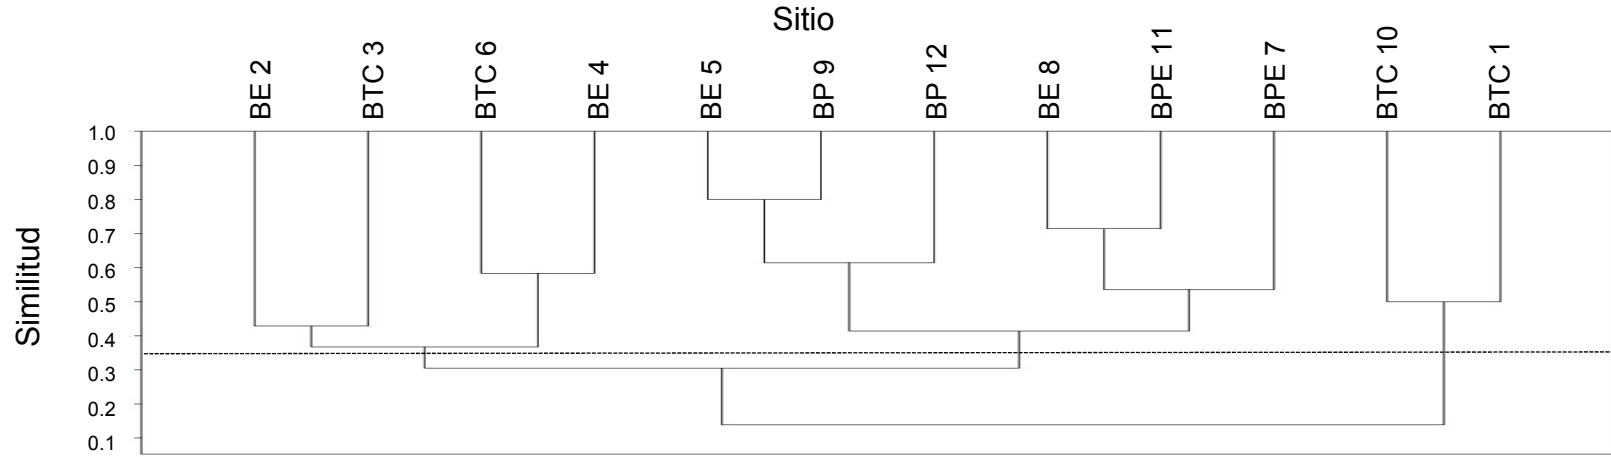 Sitio
BE 2
BTC 3
BTC 6
BE 4
BE 5
BP 9
BP 12
BE 8
BPE 11
BPE 7
BTC 10
BTC 1
Similitud
1.0
0.9
0.8
0.7
0.6
0.5
0.4
0.3
0.2
0.1